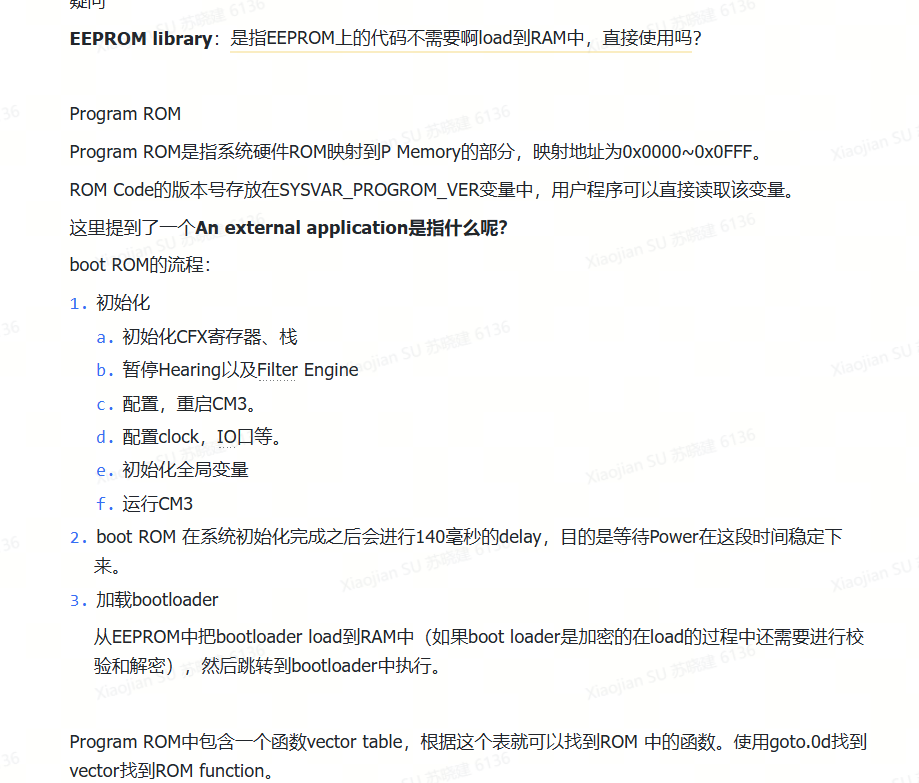 疑问
EEPROM library：是指EEPROM上的代码不需要啊load到RAM中，直接使用吗？
Program ROM
Program ROM是指系统硬件ROM映射到P Memory的部分，映射地址为0x0000~0x0FFF。
ROM Code的版本号存放在SYSVAR_PROGROM_VER变量中，用户程序可以直接读取该变量。
这里提到了一个An external application是指什么呢？
boot ROM的流程：
1. 初始化
a. 初始化CFX寄存器、栈
b. 暂停Hearing以及Filter Engine
c. 配置，重启CM3。
d. 配置clock，IO口等。
e. 初始化全局变量
f. 运行CM3
2. boot ROM 在系统初始化完成之后会进行140毫秒的delay，目的是等待Power在这段时间稳定下
来。
3. 加载bootloader
从EEPROM中把bootloader load到RAM中（如果boot loader是加密的在load的过程中还需要进行校
验和解密），然后跳转到bootloader中执行。
Program ROM中包含一个函数vector table，根据这个表就可以找到ROM 中的函数。使用goto.0d找到
vector找到ROM function。
Xiaojian SU 苏晓建 6136